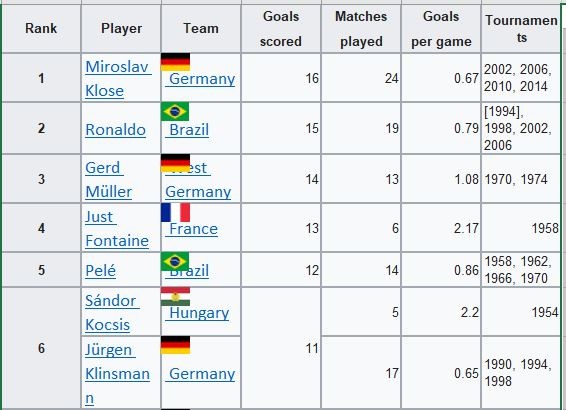 Rank Player Team Goals scored Matches played Goals per game Tournamen ts
1 Miroslav Klose Germany 16 24 0.67 2002, 2006, 2010, 2014
2 Ronaldo Brazil 15 19 0.79 [1994], 1998, 2002, 2006
3 Gerd Müller West Germany 14 13 1.08 1970, 1974
4 Just Fontaine France 13 6 2.17 1958
5 Pelé Brazil 12 14 0.86 1958, 1962, 1966, 1970
6 Sándor Kocsis Hungary 11 5 2.2 1954
Jürgen Klinsman n Germany 17 0.65 1990, 1994, 1998